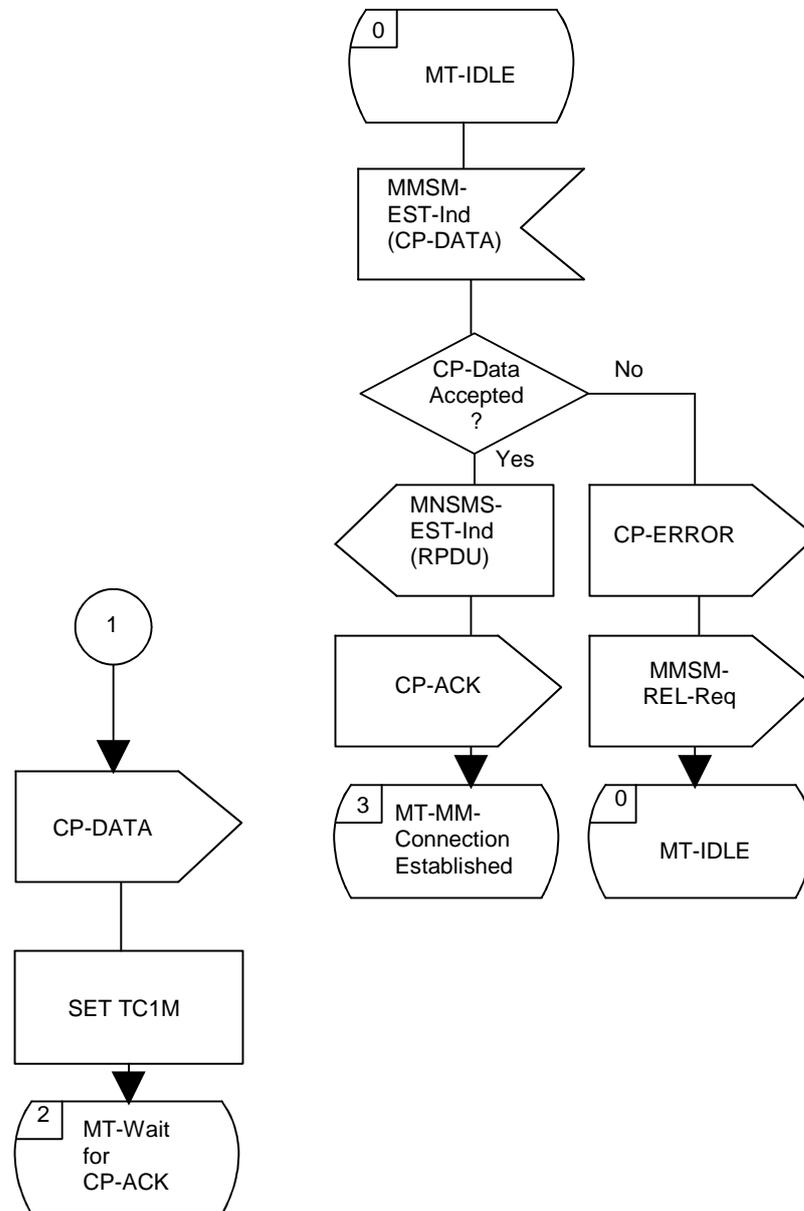 0
MT-IDLE
MMSM-
EST-Ind
(CP-DATA)
CP-Data
Accepted
?
No
Yes
MNSMS-
EST-Ind
(RPDU)
CP-ERROR
CP-ACK
MMSM-
REL-Req
3
MT-MM-
Connection
Established
0
MT-IDLE
1
CP-DATA
SET TC1M
2
MT-Wait
for
CP-ACK